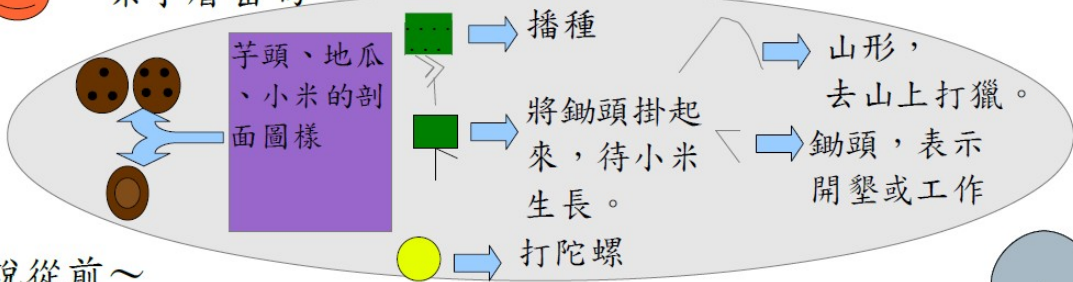 芋頭、地瓜
、小米的剖
面圖樣
播種
將鋤頭掛起
來，待小米
生長。
打陀螺
山形，
去山上打獵。
鋤頭，表示
開墾或工作
說從前～